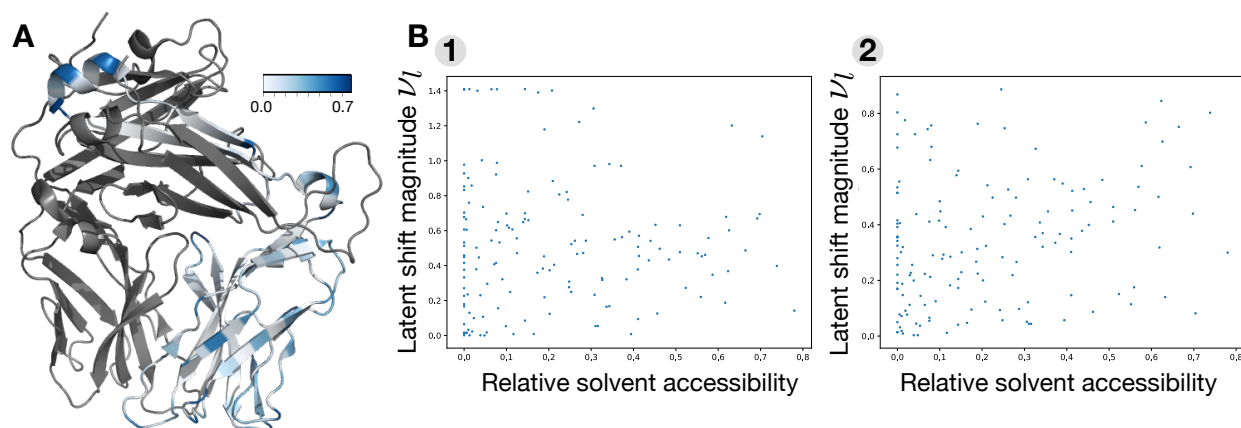 A
0.0 0.7
B
1
Latent shift magnitude νl
1.4
1.2
1.0
0.8
0.6
0.4
0.2
0.0
0,0 0,1 0,2 0,3 0,4 0,5 0,6 0,7 0.8
Relative solvent accessibility
2
Latent shift magnitude νl
0.8
0.6
0.4
0.2
0.0
0.0 0.1 0.2 0.3 0.4 0.5 0.6 0.7 0.8
Relative solvent accessibility